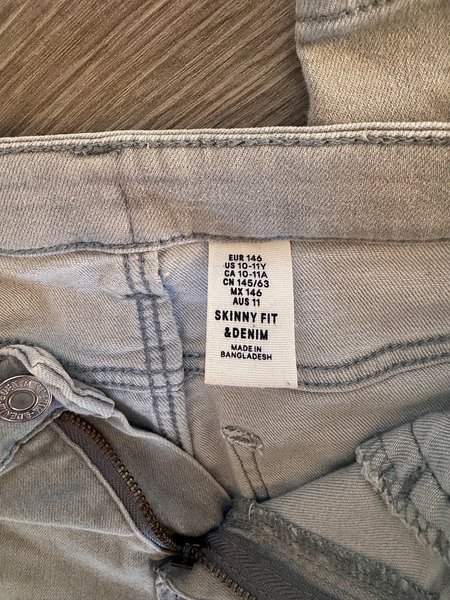 EUR 146
US 10-11Y
CA 10-11A
CN 145/63
MX 146
AUS 11
SKINNY FIT
&DENIM
MADE IN
BANGLADESH